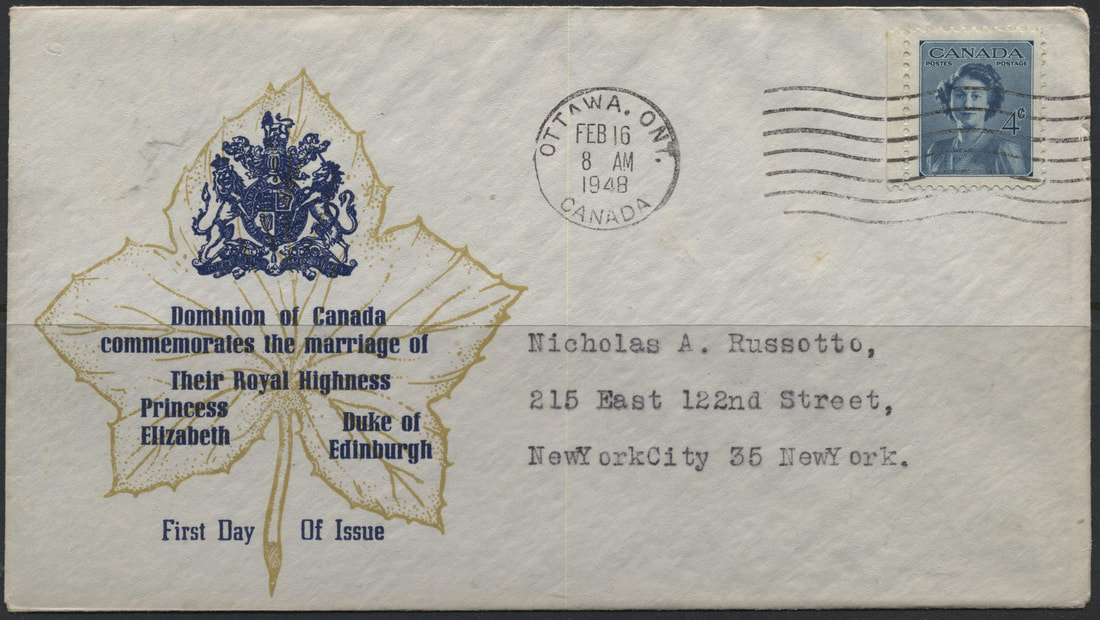 CANADA
POSTES POSTAGE
4c
OTTAWA, ONT.
FEB 16
8 AM
1948
CANADA
Dominion of Canada
commemorates the marriage of
Their Royal Highness
Princess
Elizabeth
Duke of
Edinburgh
First Day Of Issue
Nicholas A. Russotto,
215 East 122nd Street,
NewYorkCity 35 NewYork.